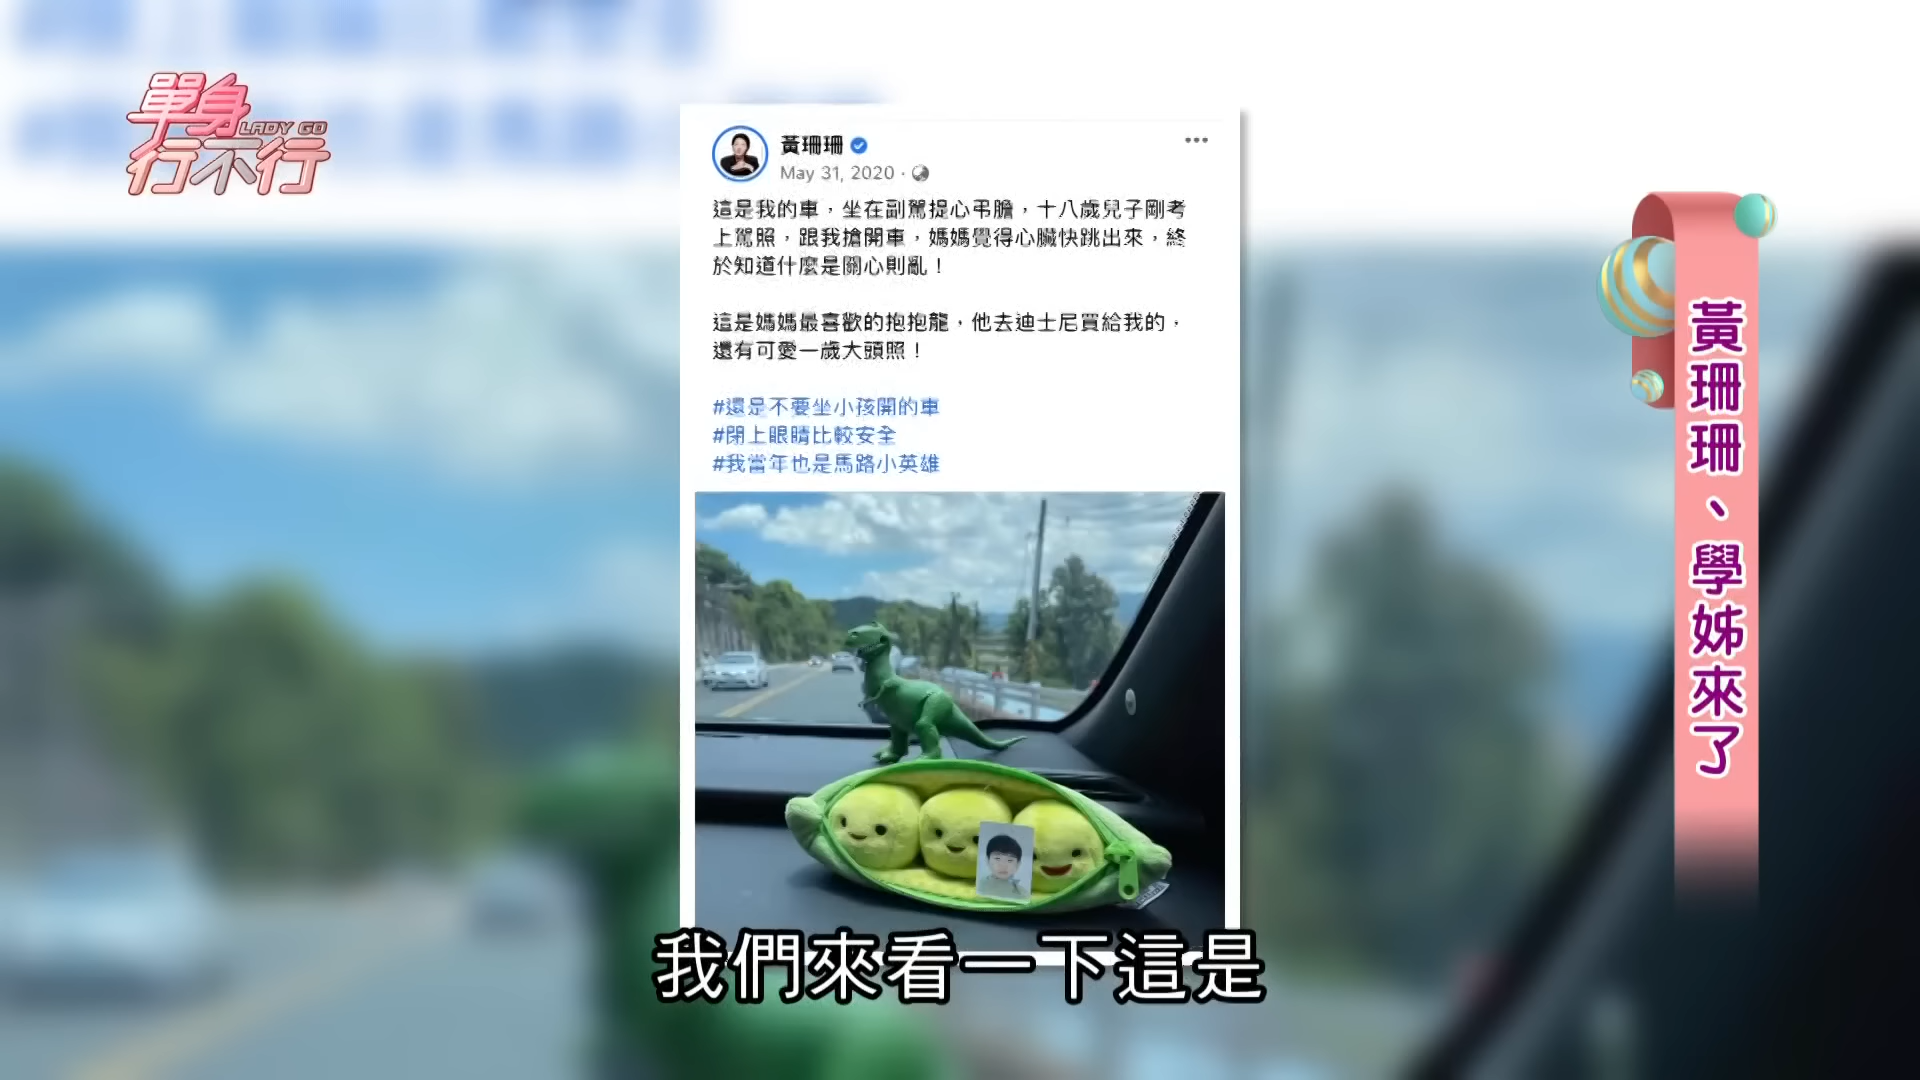 單身
LADY GO
行不行
黃珊珊
May 31, 2020 ·
這是我的車，坐在副駕提心弔膽，十八歲兒子剛考
上駕照，跟我搶開車，媽媽覺得心臟快跳出來，終
於知道什麼是關心則亂！
這是媽媽最喜歡的抱抱龍，他去迪士尼買給我的，
還有可愛一歲大頭照！
#還是不要坐小孩開的車
#閉上眼睛比較安全
#我當年也是馬路小英雄
黃珊珊、學姊來了
我們來看一下這是